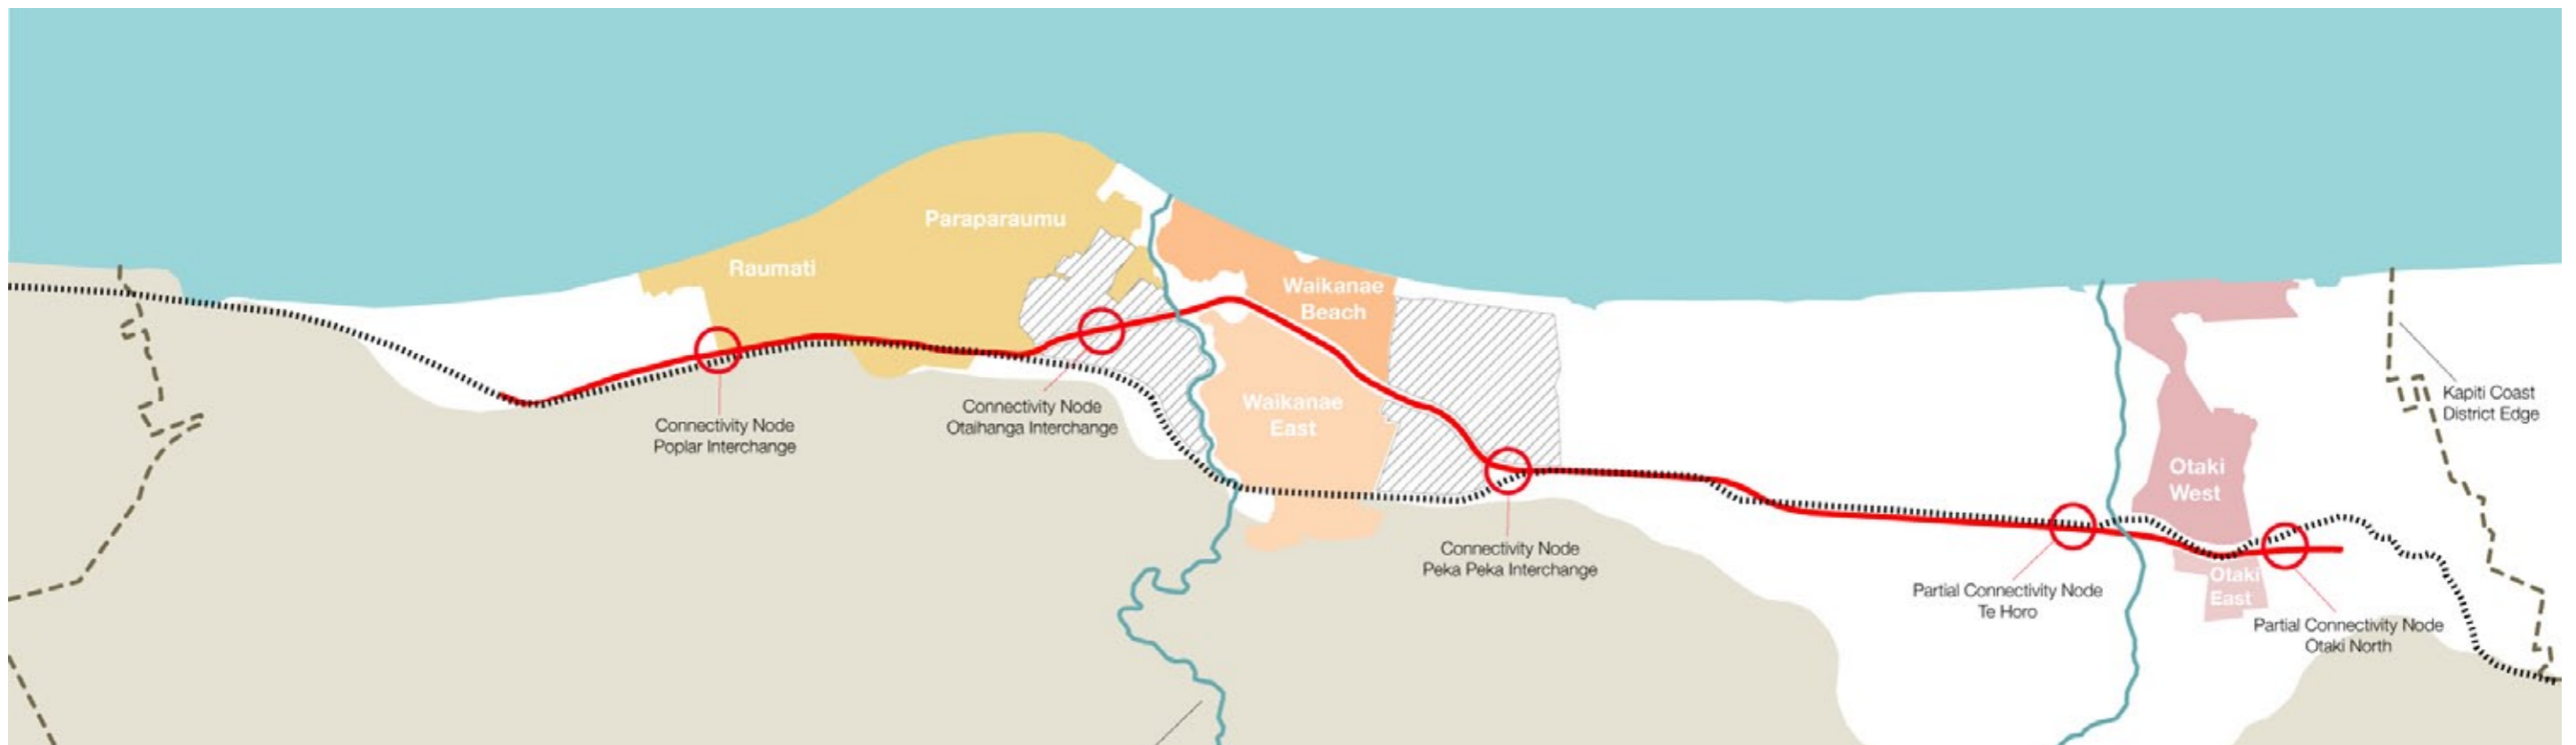 Paraparaumu
Raumati
Waikanae
Beach
Waikanae
East
Kapiti Coast
District Edge
Connectivity Node
Poplar Interchange
Connectivity Node
Otaihanga Interchange
Connectivity Node
Peka Peka Interchange
Otaki
West
Otaki
East
Partial Connectivity Node
Te Horo
Partial Connectivity Node
Otaki North